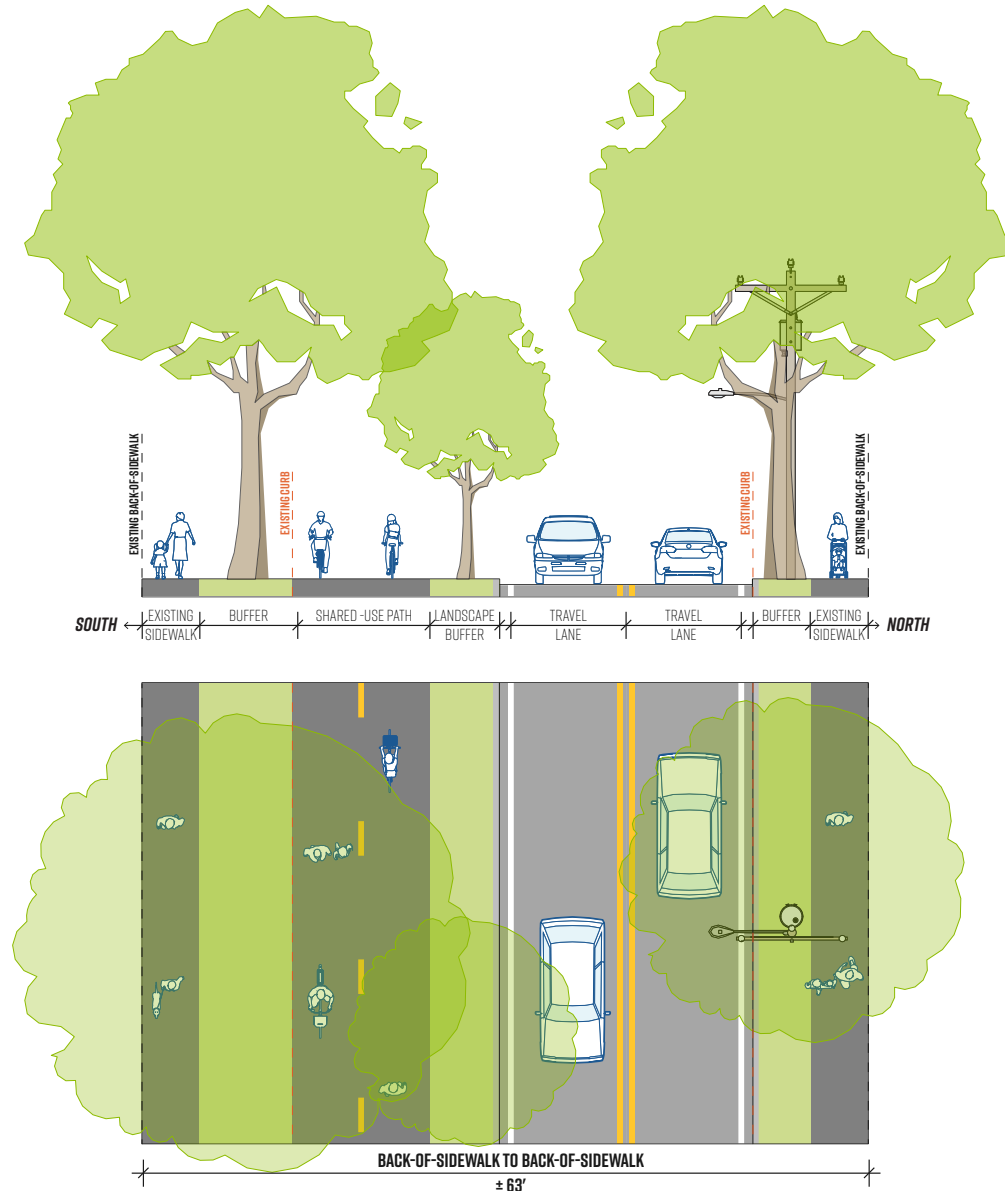 EXISTING BACK-OF-SIDEWALK
EXISTING CURB
EXISTING CURB
EXISTING BACK-OF-SIDEWALK
SOUTH
EXISTING
SIDEWALK
BUFFER
SHARED -USE PATH
LANDSCAPE
BUFFER
TRAVEL
LANE
TRAVEL
LANE
BUFFER
EXISTING
SIDEWALK
NORTH
BACK-OF-SIDEWALK TO BACK-OF-SIDEWALK
± 63'